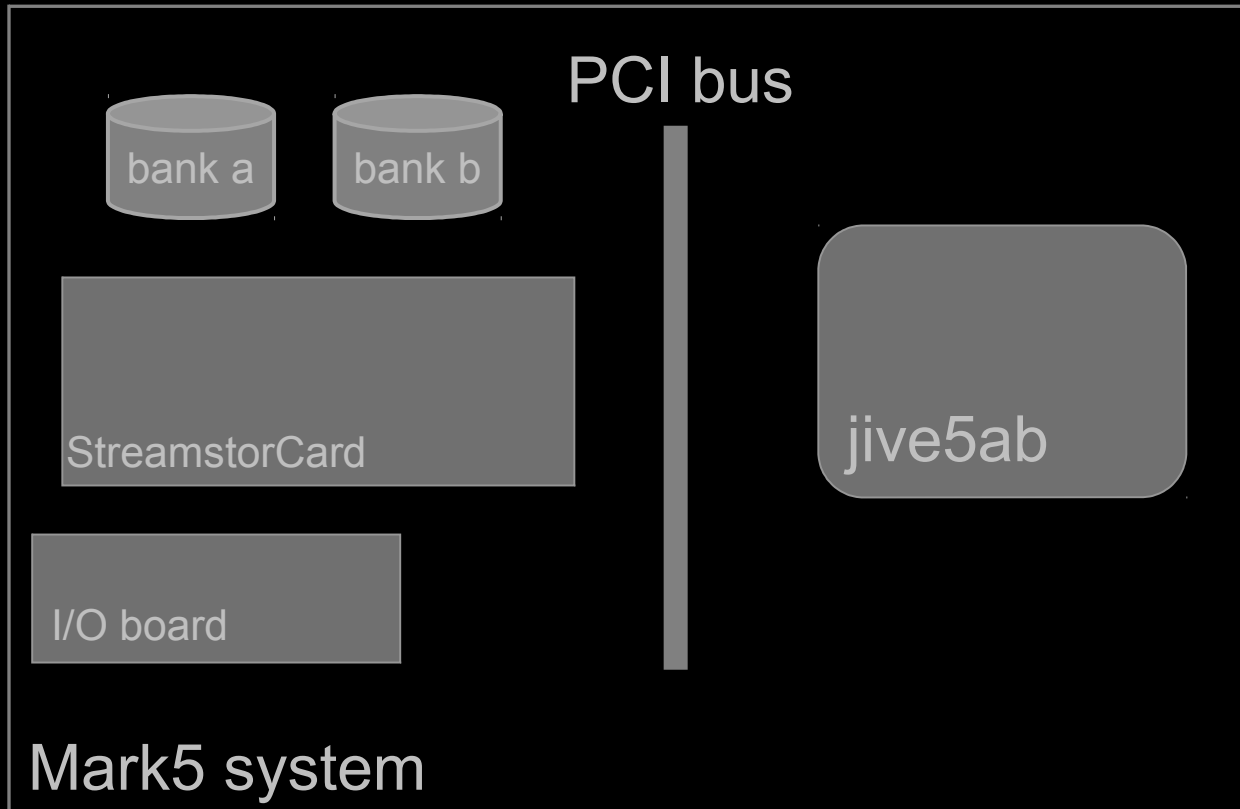 PCI bus
bank a
bank b
StreamstorCard
jive5ab
I/O board
Mark5 system